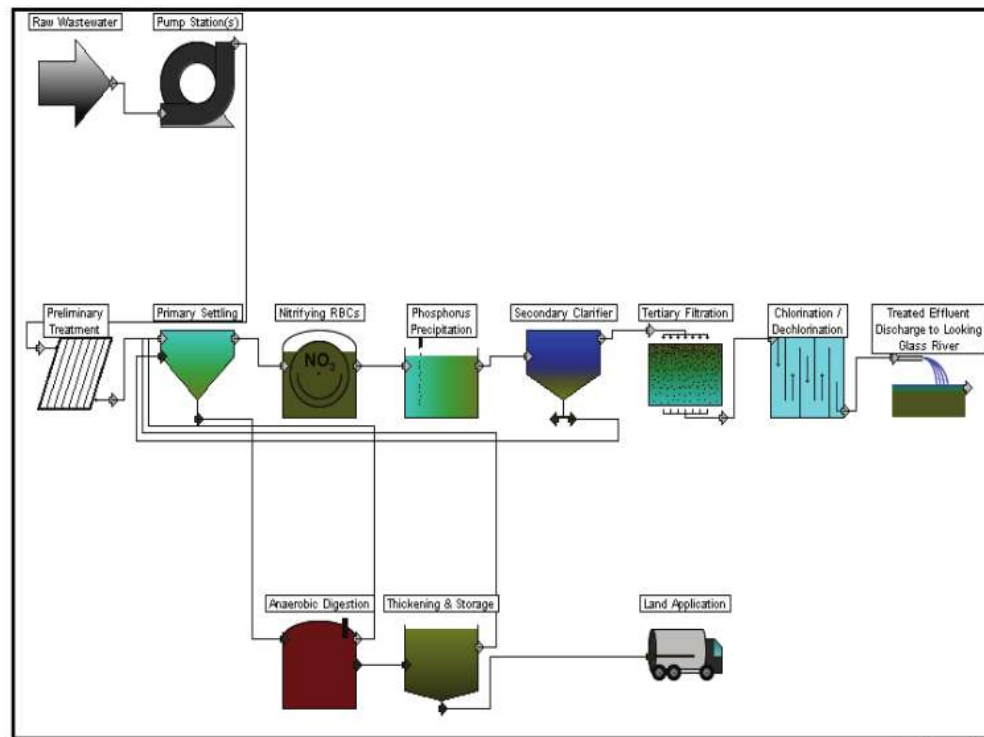 Raw Wastewater
Pump Station(s)
Preliminary
Treatment
Primary Settling
Nitrifying RBCs
NO3
Phosphorus
Precipitation
Secondary Clarifier
Tertiary Filtration
Chlorination /
Dechlorination
Treated Effluent
Discharge to Looking
Glass River
Anaerobic Digestion
Thickening & Storage
Land Application